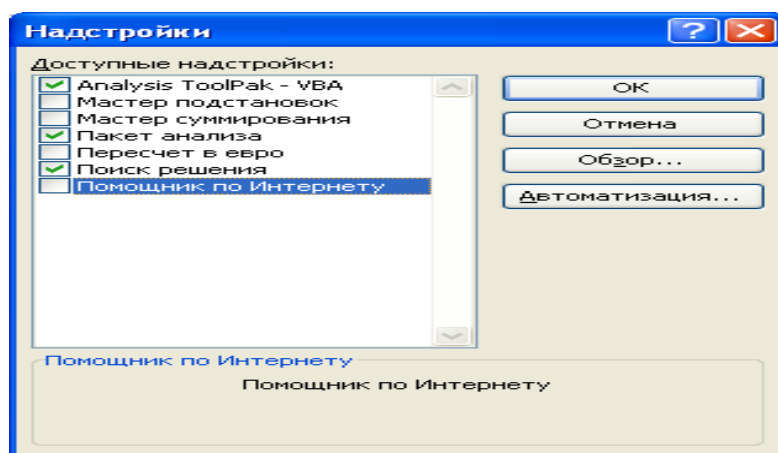 Надстройки
Доступные надстройки:
Analysis ToolPak - VBA
Мастер подстановок
Мастер суммирования
Пакет анализа
Пересчет в евро
Поиск решения
Помощник по Интернету
ОК
Отмена
Обзор...
Автоматизация...
Помощник по Интернету
Помощник по Интернету